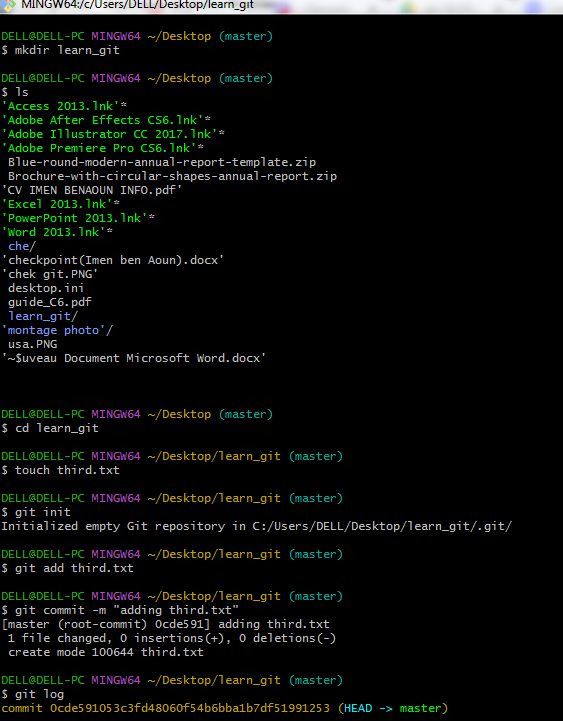 MINGW64:/c/Users/DELL/Desktop/learn_git
DELL@DELL-PC MINGW64 ~/Desktop (master)
$ mkdir learn_git
DELL@DELL-PC MINGW64 ~/Desktop (master)
$ ls
'Access 2013.lnk'*
'Adobe After Effects CS6.lnk'*
'Adobe Illustrator CC 2017.lnk'*
'Adobe Premiere Pro CS6.lnk'*
Blue-round-modern-annual-report-template.zip
Brochure-with-circular-shapes-annual-report.zip
'CV IMEN BENAOUN INFO.pdf'
'Excel 2013.lnk'*
'PowerPoint 2013.lnk'*
'Word 2013.lnk'*
che/
'checkpoint(Imen ben Aoun).docx'
'chek git.PNG'
desktop.ini
guide_C6.pdf
learn_git/
'montage photo'/
usa.PNG
'~$uveau Document Microsoft Word.docx'
DELL@DELL-PC MINGW64 ~/Desktop (master)
$ cd learn_git
DELL@DELL-PC MINGW64 ~/Desktop/learn_git (master)
$ touch third.txt
DELL@DELL-PC MINGW64 ~/Desktop/learn_git (master)
$ git init
Initialized empty Git repository in C:/Users/DELL/Desktop/learn_git/.git/
DELL@DELL-PC MINGW64 ~/Desktop/learn_git (master)
$ git add third.txt
DELL@DELL-PC MINGW64 ~/Desktop/learn_git (master)
$ git commit -m "adding third.txt"
[master (root-commit) 0cde591] adding third.txt
1 file changed, 0 insertions(+), 0 deletions(-)
create mode 100644 third.txt
DELL@DELL-PC MINGW64 ~/Desktop/learn_git (master)
$ git log
commit 0cde591053c3fd48060f54b6bba1b7df51991253 (HEAD -> master)